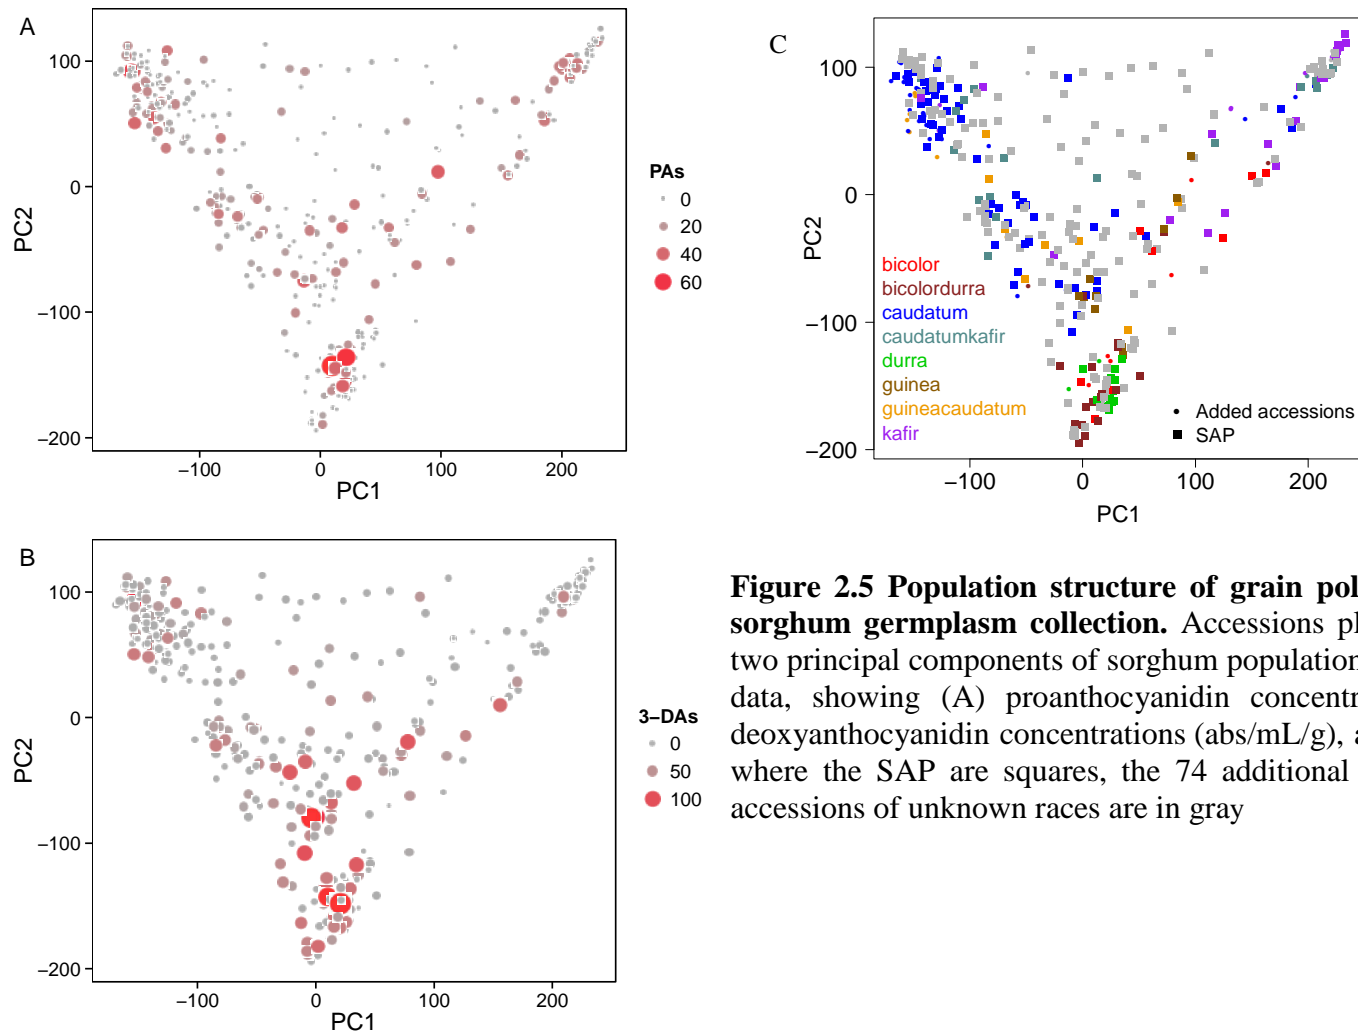 A
100
0
−100
−200
PC2
−100
0
100
200
PC1
PAs
0
20
40
60
B
100
0
−100
−200
PC2
−100
0
100
200
PC1
3−DAs
0
50
100
C
100
0
−100
−200
PC2
bicolor
bicolordurra
caudatum
caudatumkafir
durra
guinea
guineacaudatum
kafir
Added accessions
SAP
−100
0
100
200
PC1
Figure 2.5 Population structure of grain pol
sorghum germplasm collection. Accessions pl
two principal components of sorghum population
data, showing (A) proanthocyanidin concentr
deoxyanthocyanidin concentrations (abs/mL/g), a
where the SAP are squares, the 74 additional
accessions of unknown races are in gray